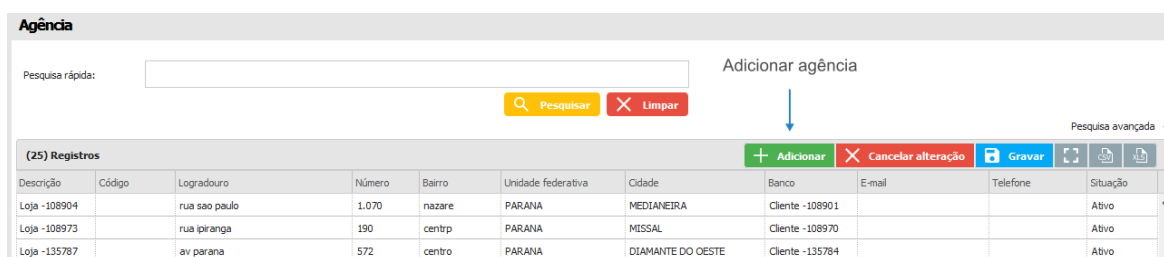 Agência
Pesquisa rápida:
Adicionar agência
Pesquisar Limpar
Pesquisa avançada
(25) Registros Adicionar Cancelar alteração Gravar CSV XLS
Descrição Código Logradouro Número Bairro Unidade federativa Cidade Banco E-mail Telefone Situação
Loja -108904 rua sao paulo 1.070 nazare PARANA MEDIANEIRA Cliente -108901 Ativo
Loja -108973 rua ipiranga 190 centrp PARANA MISSAL Cliente -108970 Ativo
Loja -135787 av parana 572 centro PARANA DIAMANTE DO OESTE Cliente -135784 Ativo